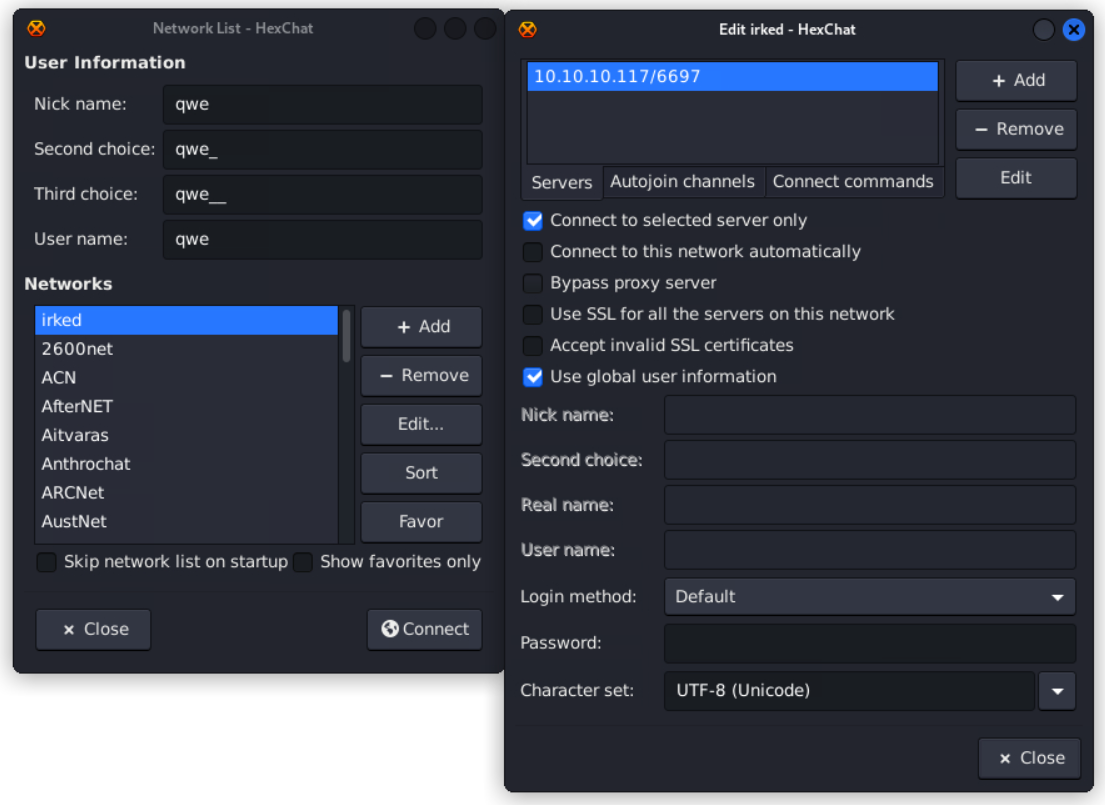 Network List - HexChat
User Information
Nick name: qwe
Second choice: qwe_
Third choice: qwe__
User name: qwe
Networks
irked
2600net
ACN
AfterNET
Aitvaras
Anthrochat
ARCNet
AustNet
+ Add
− Remove
Edit...
Sort
Favor
Skip network list on startup Show favorites only
× Close Connect
Edit irked - HexChat
10.10.10.117/6697
+ Add
− Remove
Edit
Servers Autojoin channels Connect commands
Connect to selected server only
Connect to this network automatically
Bypass proxy server
Use SSL for all the servers on this network
Accept invalid SSL certificates
Use global user information
Nick name:
Second choice:
Real name:
User name:
Login method: Default
Password:
Character set: UTF-8 (Unicode)
× Close